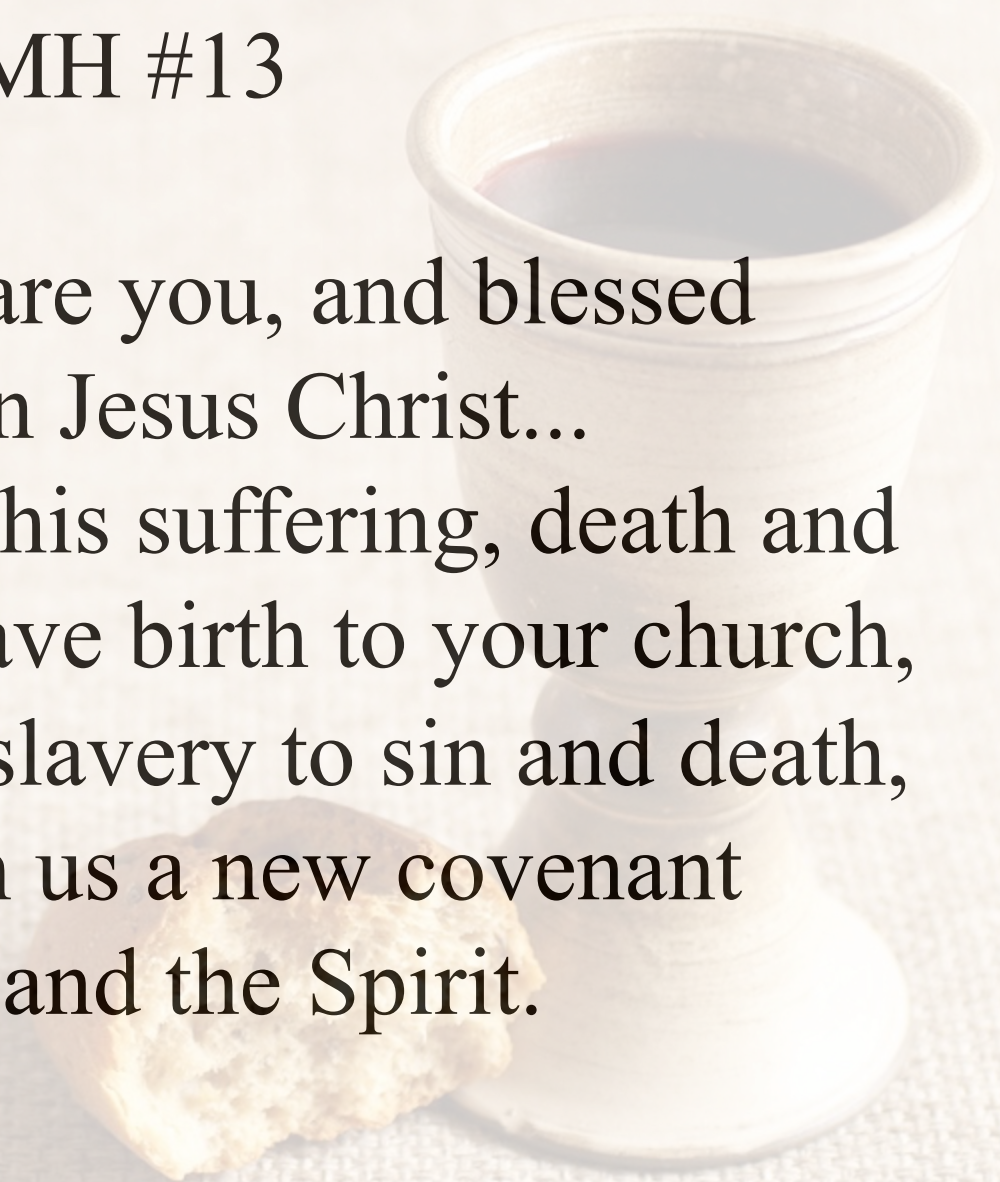 MH #13
are you, and blessed
n Jesus Christ...
his suffering, death and
ave birth to your church,
slavery to sin and death,
us a new covenant
and the Spirit.